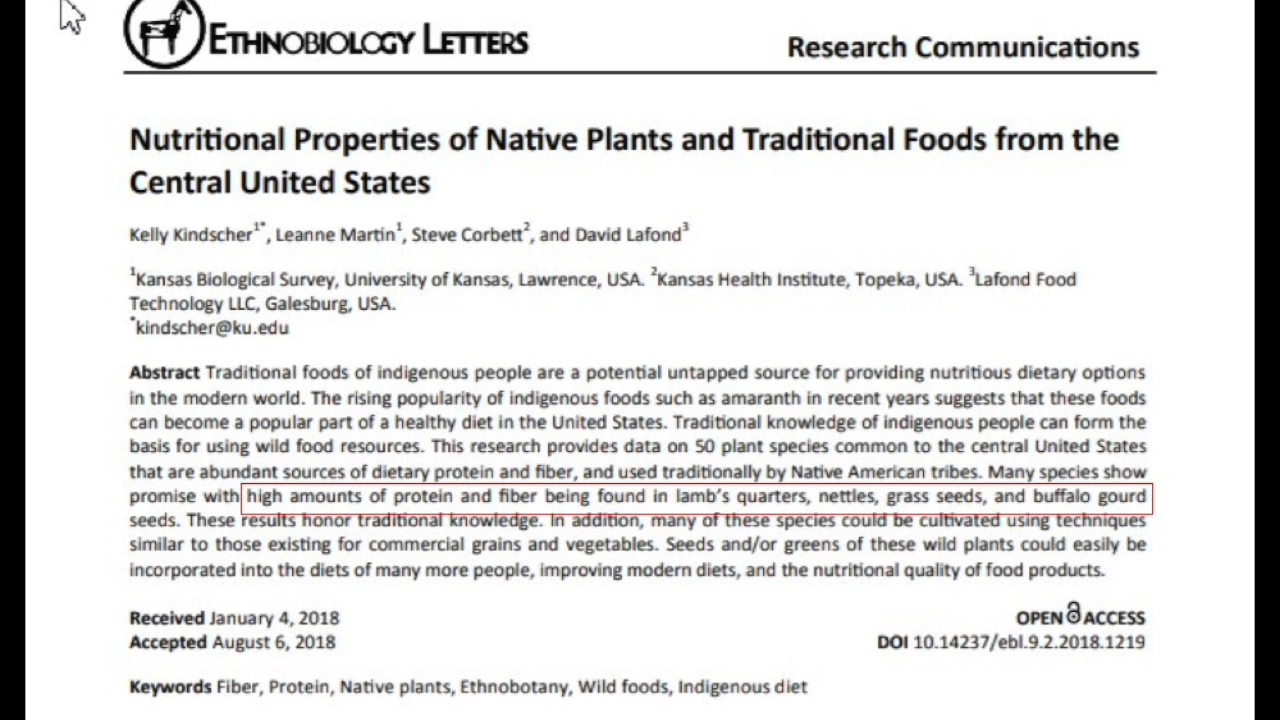 ETHNOBIOLOGY LETTERS
Research Communications
Nutritional Properties of Native Plants and Traditional Foods from the
Central United States
Kelly Kindscher1*, Leanne Martin1, Steve Corbett2, and David Lafond3
1Kansas Biological Survey, University of Kansas, Lawrence, USA. 2Kansas Health Institute, Topeka, USA. 3Lafond Food
Technology LLC, Galesburg, USA.
*kindscher@ku.edu
Abstract Traditional foods of indigenous people are a potential untapped source for providing nutritious dietary options
in the modern world. The rising popularity of indigenous foods such as amaranth in recent years suggests that these foods
can become a popular part of a healthy diet in the United States. Traditional knowledge of indigenous people can form the
basis for using wild food resources. This research provides data on 50 plant species common to the central United States
that are abundant sources of dietary protein and fiber, and used traditionally by Native American tribes. Many species show
promise with high amounts of protein and fiber being found in lamb's quarters, nettles, grass seeds, and buffalo gourd
seeds. These results honor traditional knowledge. In addition, many of these species could be cultivated using techniques
similar to those existing for commercial grains and vegetables. Seeds and/or greens of these wild plants could easily be
incorporated into the diets of many more people, improving modern diets, and the nutritional quality of food products.
Received January 4, 2018
OPEN ACCESS
Accepted August 6, 2018
DOI 10.14237/ebl.9.2.2018.1219
Keywords Fiber, Protein, Native plants, Ethnobotany, Wild foods, Indigenous diet